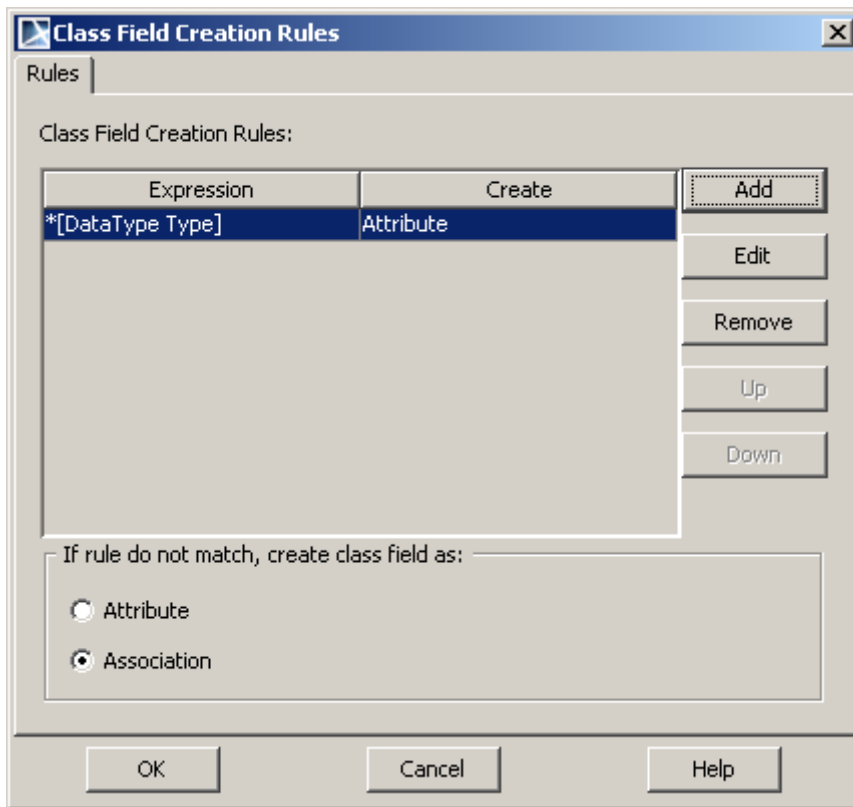 Class Field Creation Rules
Rules
Class Field Creation Rules:
Expression Create
*[DataType Type] Attribute
Add
Edit
Remove
Up
Down
If rule do not match, create class field as:
Attribute
Association
OK Cancel Help